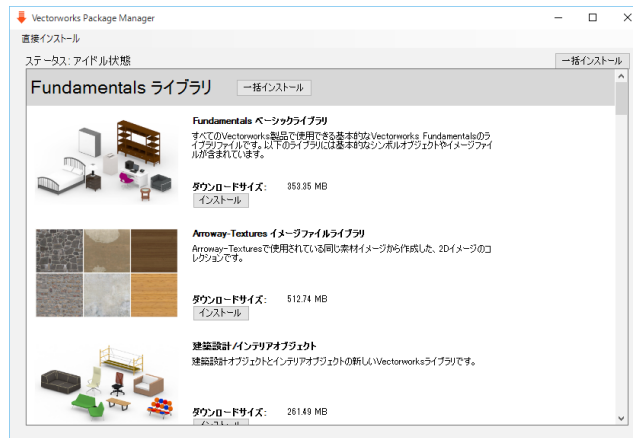 Vectorworks Package Manager
直接インストール
ステータス: アイドル状態
一括インストール
Fundamentals ライブラリ
一括インストール
Fundamentals ベーシックライブラリ
すべてのVectorworks製品で使用できる基本的なVectorworks Fundamentalsのラ
イブラリファイルです。以下のライブラリには基本的なシンボルオブジェクトやイメージファイ
ルが含まれています。
ダウンロードサイズ: 353.35 MB
インストール
Arroway-Textures イメージファイルライブラリ
Arroway-Texturesで使用されている同じ素材イメージから作成した、2Dイメージのコ
レクションです。
ダウンロードサイズ: 512.74 MB
インストール
建築設計/インテリアオブジェクト
建築設計オブジェクトとインテリアオブジェクトの新しいVectorworksライブラリです。
ダウンロードサイズ: 261.49 MB
インストール